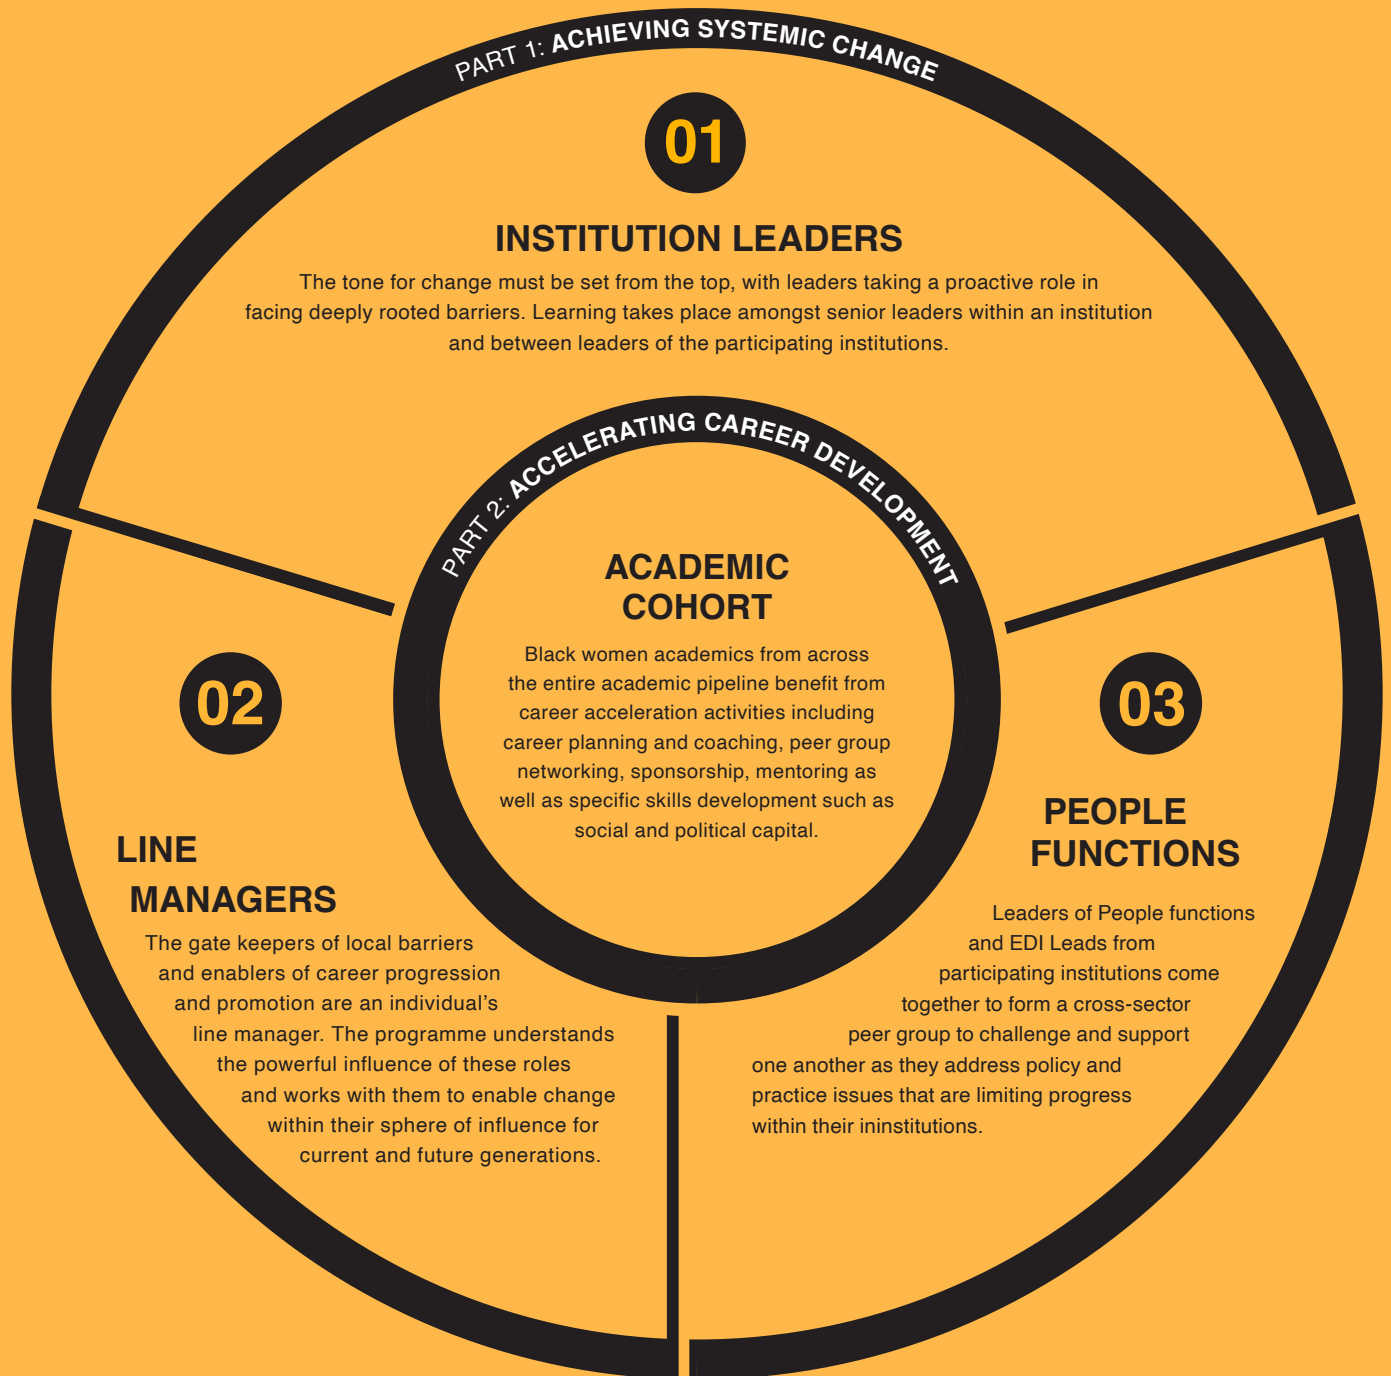 PART 1: ACHIEVING SYSTEMIC CHANGE
01
INSTITUTION LEADERS
The tone for change must be set from the top, with leaders taking a proactive role in
facing deeply rooted barriers. Learning takes place amongst senior leaders within an institution
and between leaders of the participating institutions.
PART 2: ACCELERATING CAREER DEVELOPMENT
ACADEMIC
COHORT
Black women academics from across
the entire academic pipeline benefit from
career acceleration activities including
career planning and coaching, peer group
networking, sponsorship, mentoring as
well as specific skills development such as
social and political capital.
02
LINE
MANAGERS
The gate keepers of local barriers
and enablers of career progression
and promotion are an individual’s
line manager. The programme understands
the powerful influence of these roles
and works with them to enable change
within their sphere of influence for
current and future generations.
03
PEOPLE
FUNCTIONS
Leaders of People functions
and EDI Leads from
participating institutions come
together to form a cross-sector
peer group to challenge and support
one another as they address policy and
practice issues that are limiting progress
within their ininstitutions.